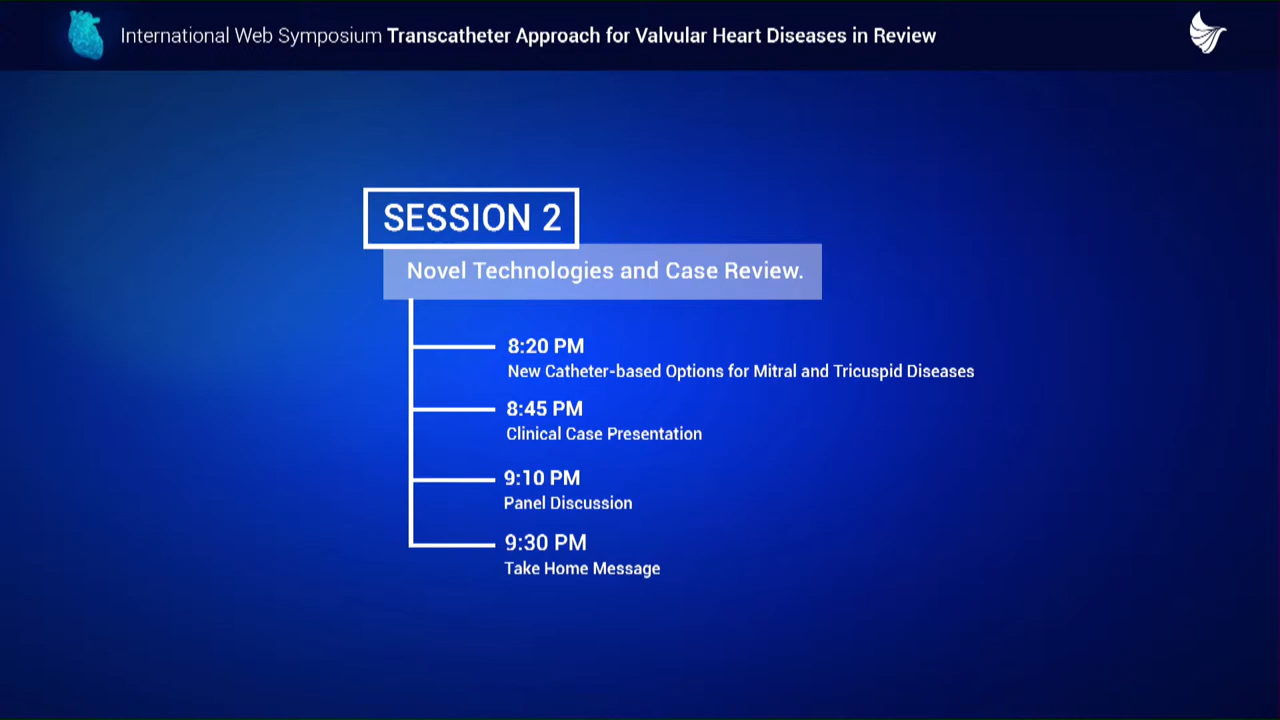 International Web Symposium Transcatheter Approach for Valvular Heart Diseases in Review
SESSION 2
Novel Technologies and Case Review.
8:20 PM
New Catheter-based Options for Mitral and Tricuspid Diseases
8:45 PM
Clinical Case Presentation
9:10 PM
Panel Discussion
9:30 PM
Take Home Message